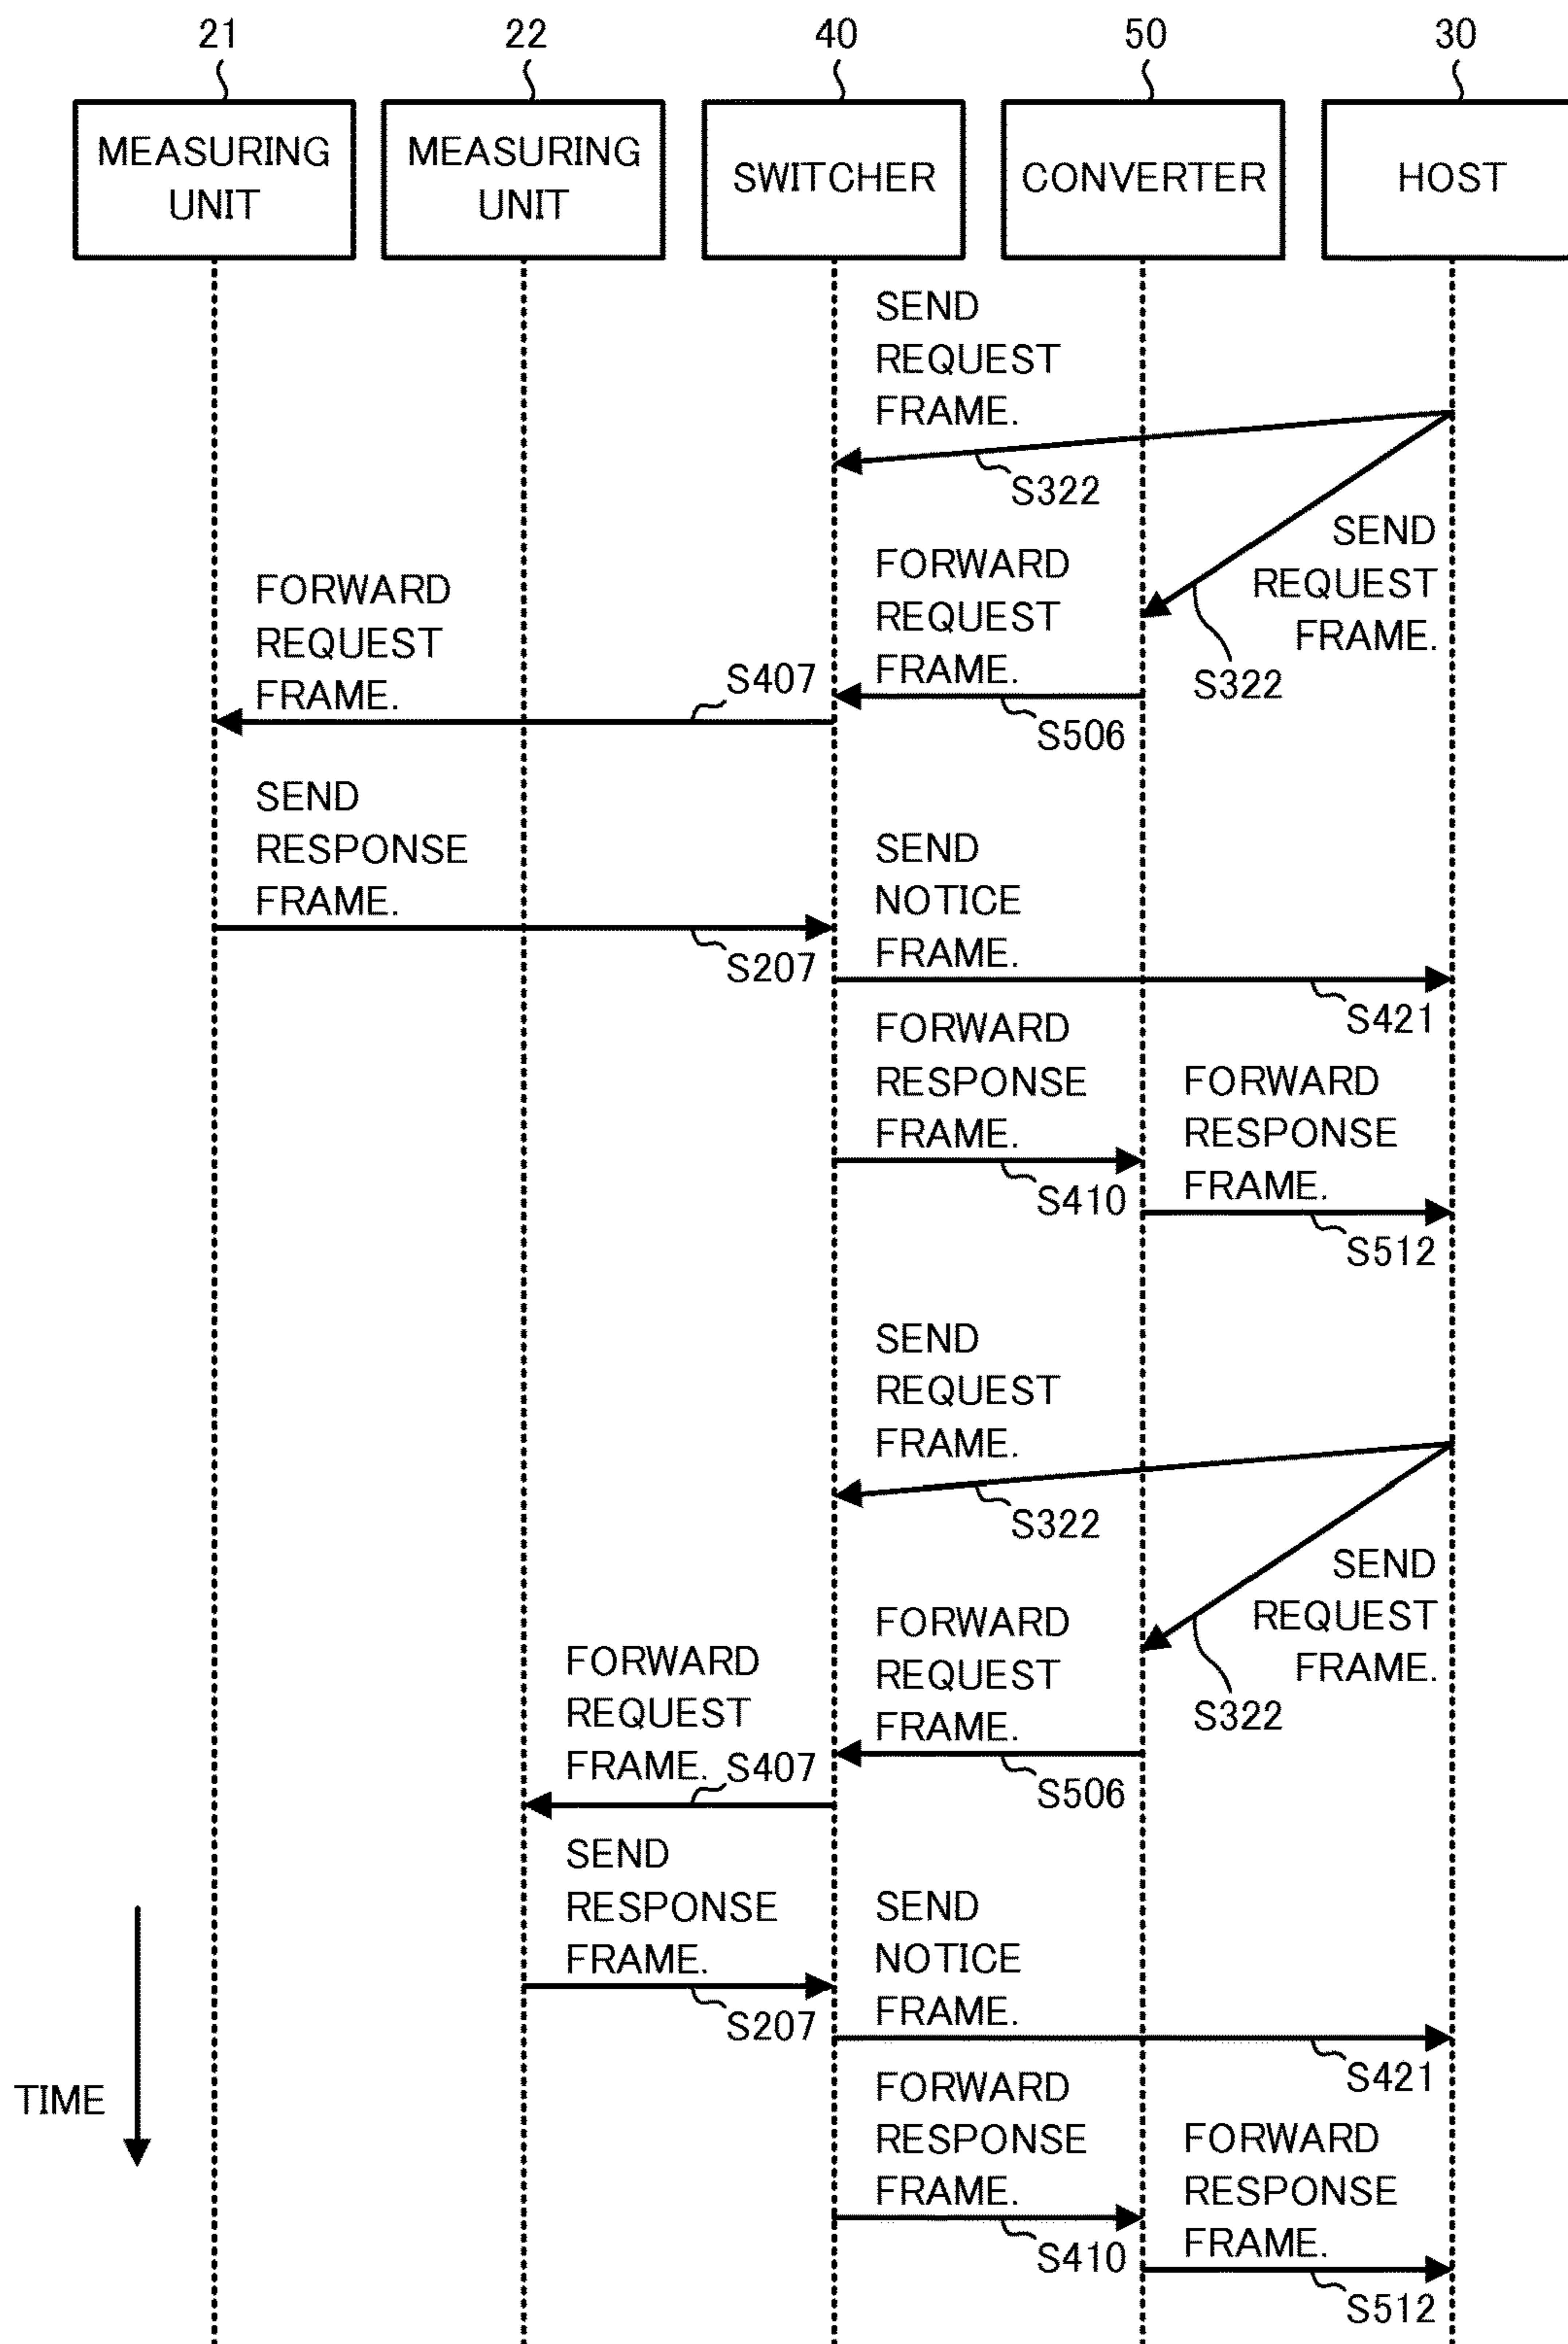 21
22
40
50
30
MEASURING
UNIT
MEASURING
UNIT
SWITCHER
CONVERTER
HOST
SEND
REQUEST
FRAME.
S322
SEND
REQUEST
FRAME.
S322
FORWARD
REQUEST
FRAME.
S506
FORWARD
REQUEST
FRAME.
S407
SEND
RESPONSE
FRAME.
S207
SEND
NOTICE
FRAME.
S421
FORWARD
RESPONSE
FRAME.
S410
FORWARD
RESPONSE
FRAME.
S512
SEND
REQUEST
FRAME.
S322
SEND
REQUEST
FRAME.
S322
FORWARD
REQUEST
FRAME.
S506
FORWARD
REQUEST
FRAME.
S407
SEND
RESPONSE
FRAME.
S207
SEND
NOTICE
FRAME.
S421
TIME
FORWARD
RESPONSE
FRAME.
S410
FORWARD
RESPONSE
FRAME.
S512